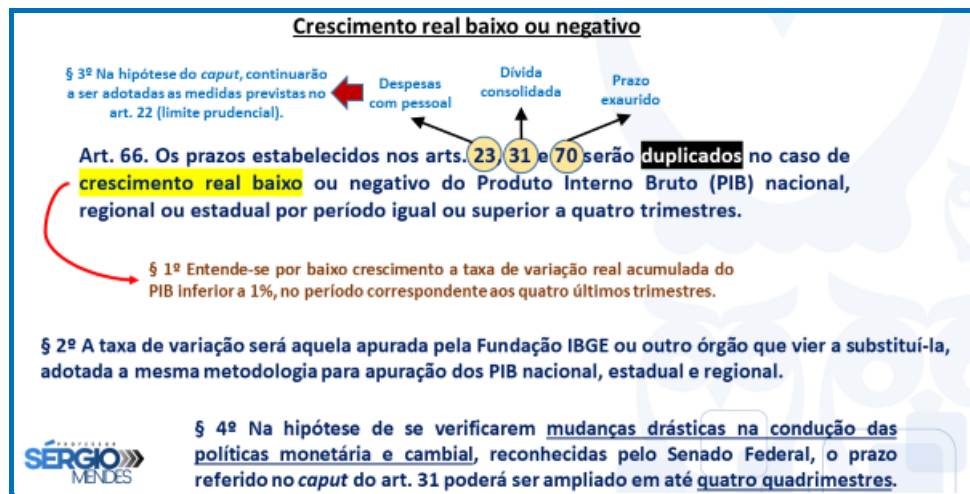 Crescimento real baixo ou negativo
§ 3º Na hipótese do caput, continuarão
a ser adotadas as medidas previstas no
art. 22 (limite prudencial).
Despesas
com pessoal
Dívida
consolidada
Prazo
exaurido
Art. 66. Os prazos estabelecidos nos arts. 23, 31 e 70 serão duplicados no caso de
crescimento real baixo ou negativo do Produto Interno Bruto (PIB) nacional,
regional ou estadual por período igual ou superior a quatro trimestres.
§ 1º Entende-se por baixo crescimento a taxa de variação real acumulada do
PIB inferior a 1%, no período correspondente aos quatro últimos trimestres.
§ 2º A taxa de variação será aquela apurada pela Fundação IBGE ou outro órgão que vier a substituí-la,
adotada a mesma metodologia para apuração dos PIB nacional, estadual e regional.
§ 4º Na hipótese de se verificarem mudanças drásticas na condução das
políticas monetária e cambial, reconhecidas pelo Senado Federal, o prazo
referido no caput do art. 31 poderá ser ampliado em até quatro quadrimestres.
PROFESSOR
SÉRGIO
MENDES